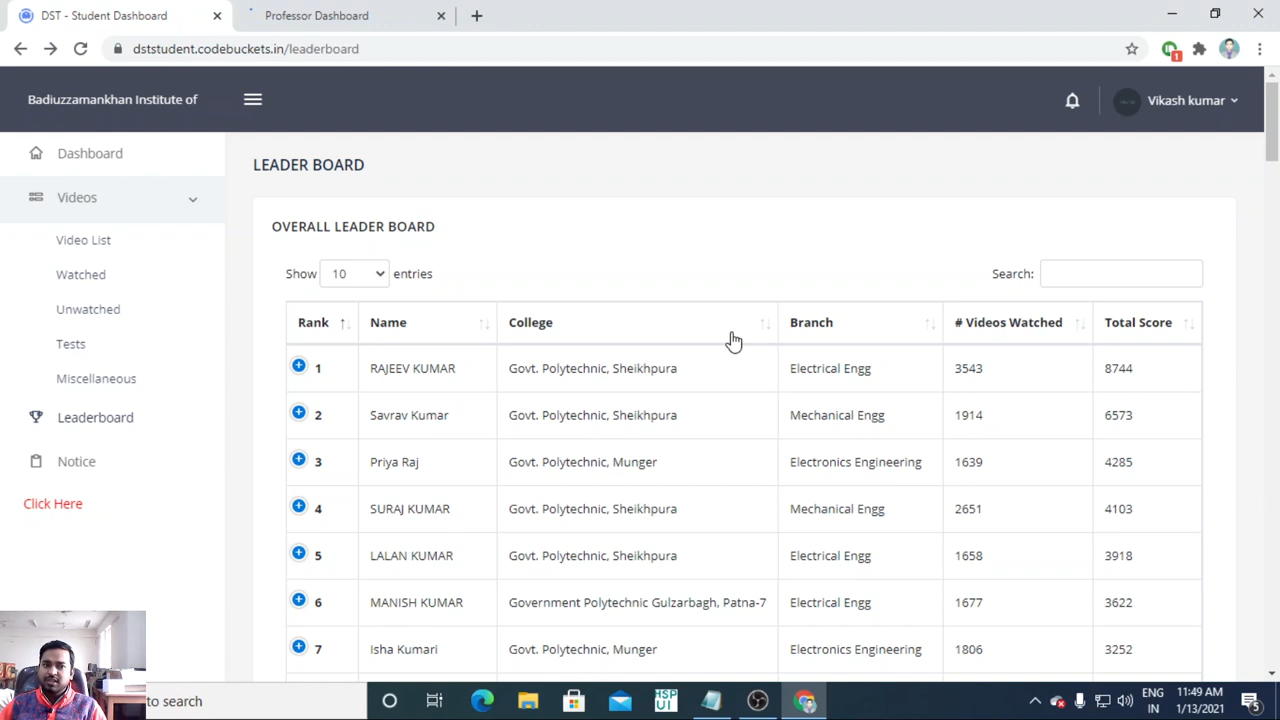 DST - Student Dashboard
Professor Dashboard
dststudent.codebuckets.in/leaderboard
1
Badiuzzamankhan Institute of
Vikash kumar
Dashboard
Videos
Video List
Watched
Unwatched
Tests
Miscellaneous
Leaderboard
Notice
Click Here
LEADER BOARD
OVERALL LEADER BOARD
Show 10 entries Search:
Rank Name College Branch # Videos Watched Total Score
1 RAJEEV KUMAR Govt. Polytechnic, Sheikhpura Electrical Engg 3543 8744
2 Savrav Kumar Govt. Polytechnic, Sheikhpura Mechanical Engg 1914 6573
3 Priya Raj Govt. Polytechnic, Munger Electronics Engineering 1639 4285
4 SURAJ KUMAR Govt. Polytechnic, Sheikhpura Mechanical Engg 2651 4103
5 LALAN KUMAR Govt. Polytechnic, Sheikhpura Electrical Engg 1658 3918
6 MANISH KUMAR Government Polytechnic Gulzarbagh, Patna-7 Electrical Engg 1677 3622
7 Isha Kumari Govt. Polytechnic, Munger Electronics Engineering 1806 3252
to search
HSP
UI
ENG
IN
11:49 AM
1/13/2021
5